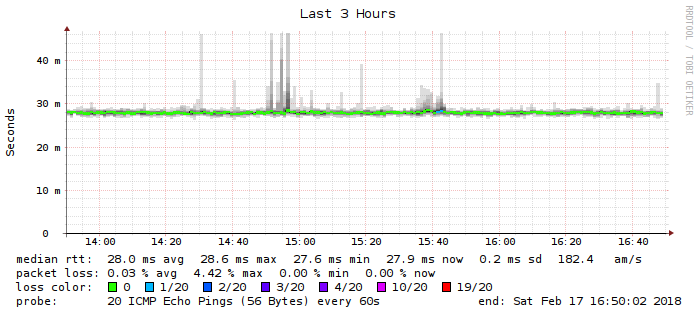 Last 3 Hours
RRDTOOL / TOBI OETIKER
Seconds
40 m
30 m
20 m
10 m
0
14:00 14:20 14:40 15:00 15:20 15:40 16:00 16:20 16:40
median rtt: 28.0 ms avg 28.6 ms max 27.6 ms min 27.9 ms now 0.2 ms sd 182.4 am/s
packet loss: 0.03 % avg 4.42 % max 0.00 % min 0.00 % now
loss color: 0 1/20 2/20 3/20 4/20 10/20 19/20
probe: 20 ICMP Echo Pings (56 Bytes) every 60s end: Sat Feb 17 16:50:02 2018